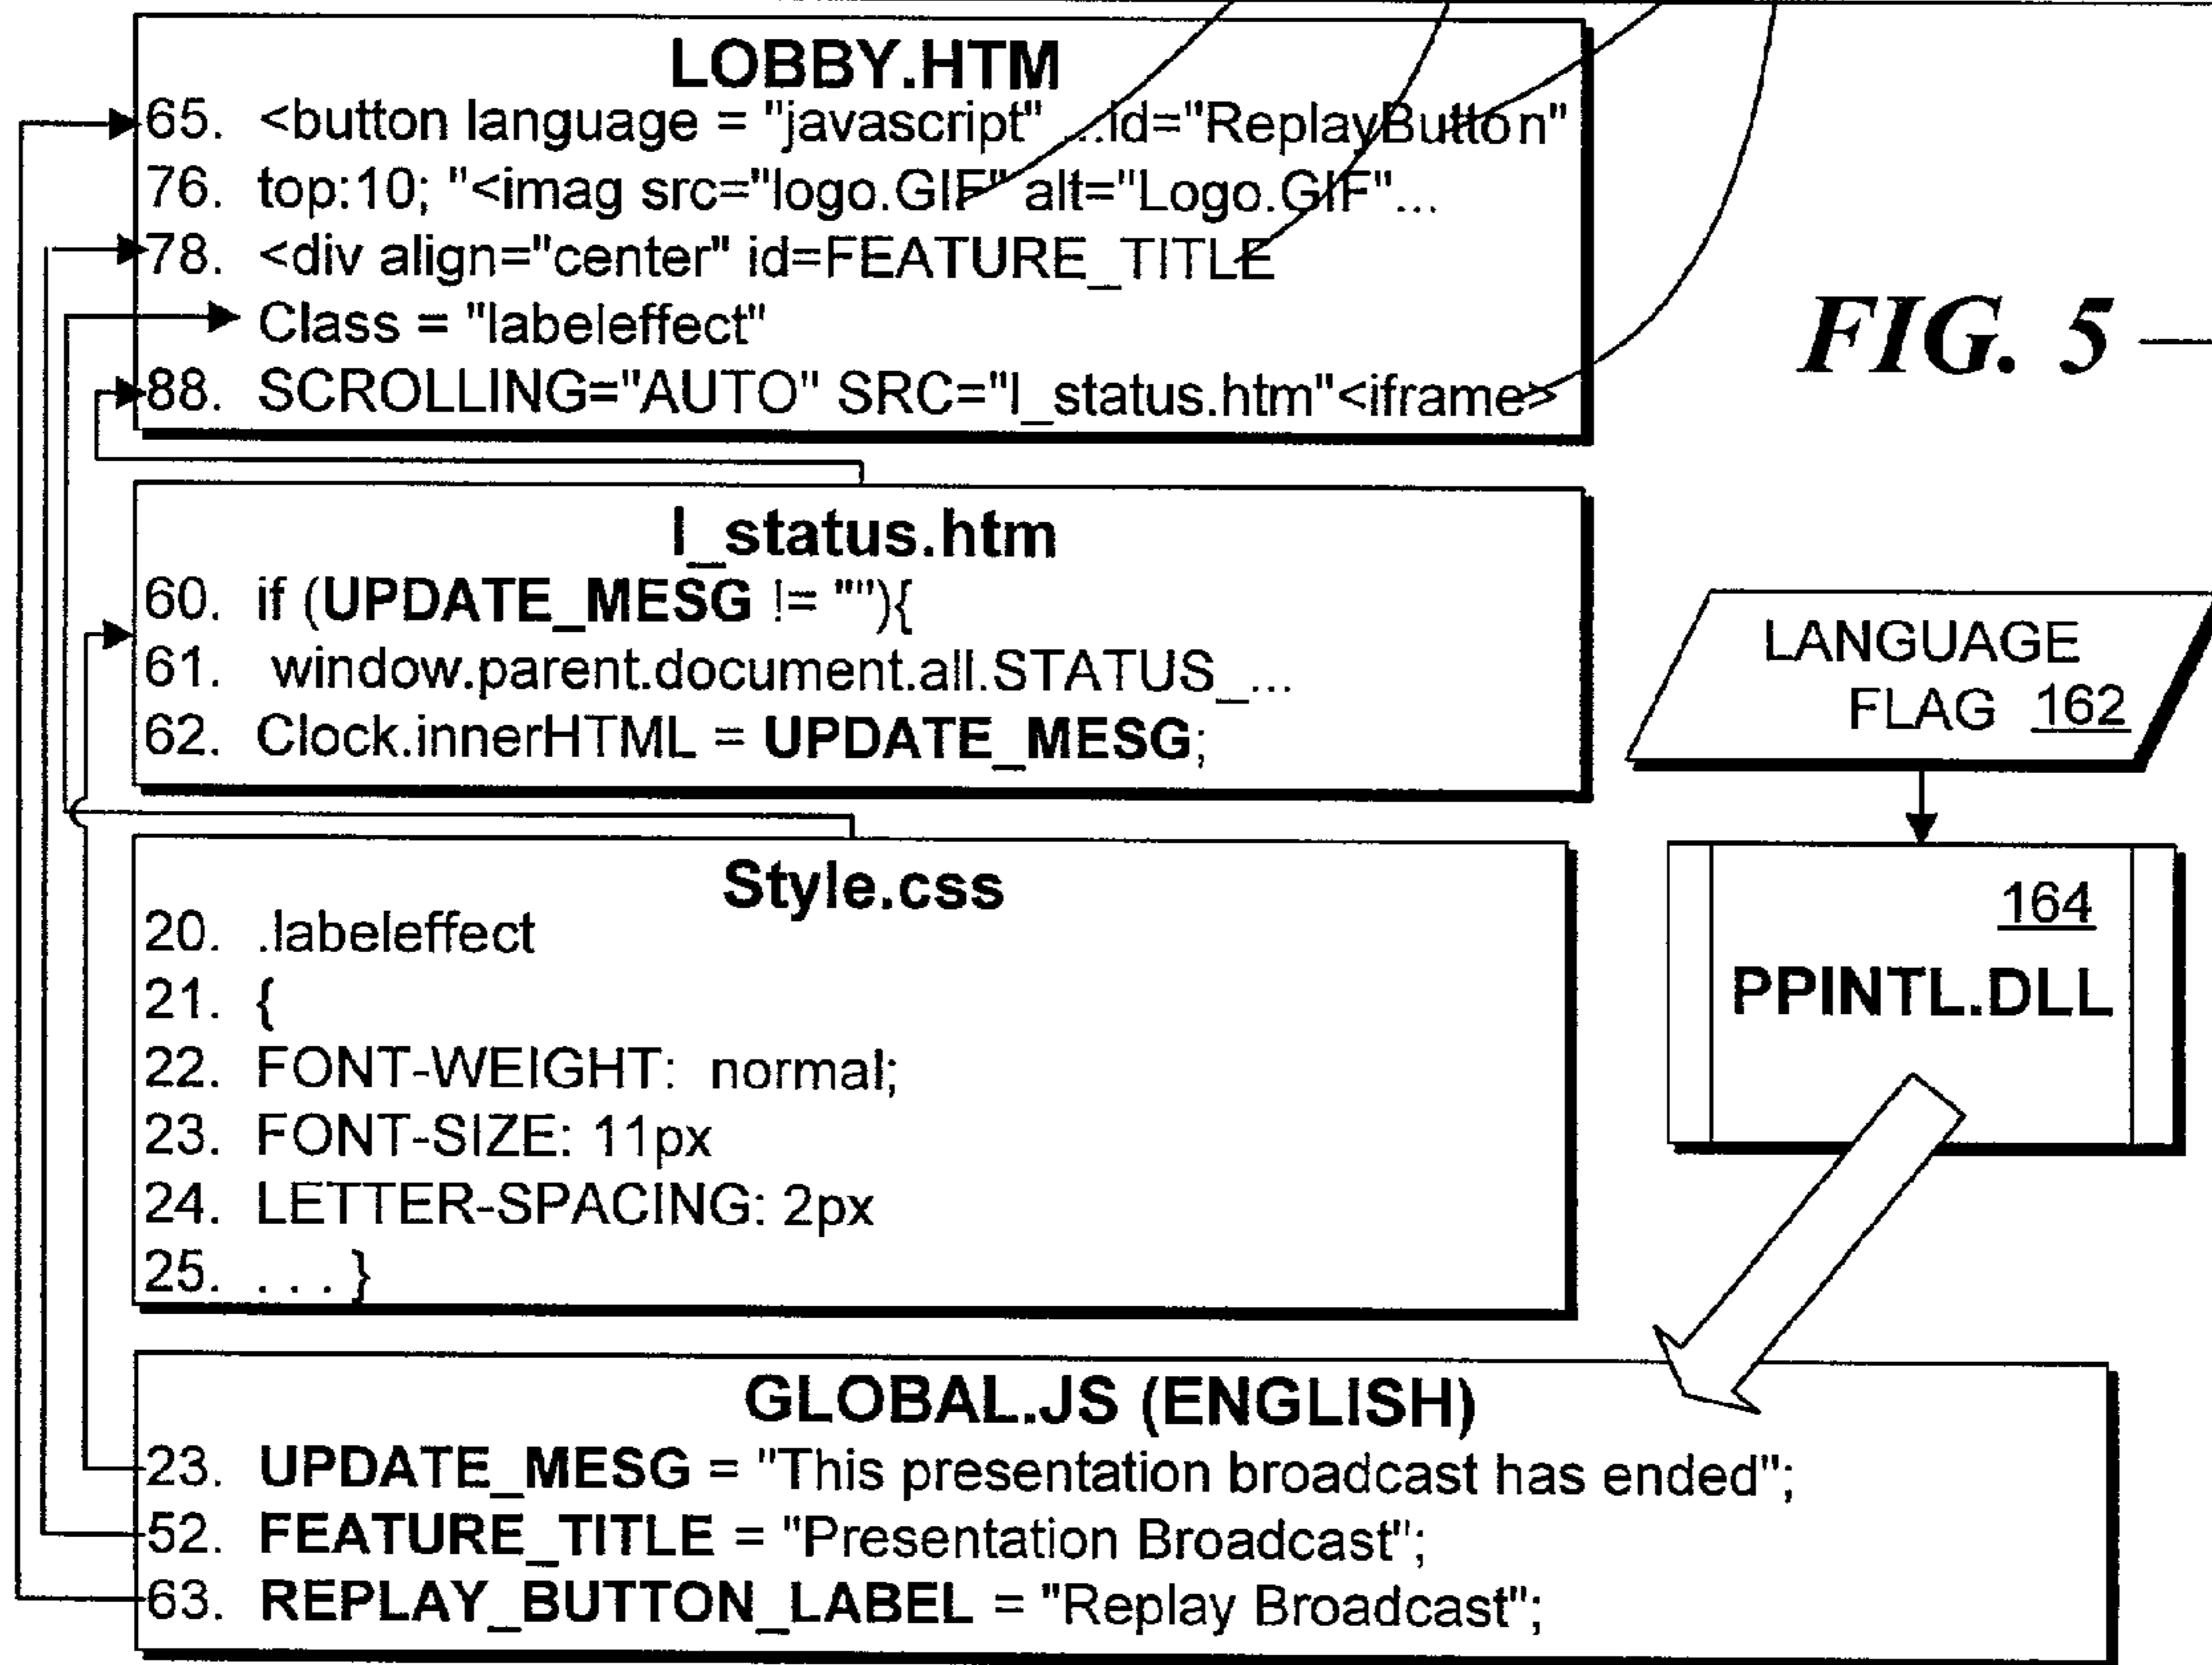 LOBBY.HTM
65. <button language = "javascript" ...id="ReplayButton"
76. top:10; "<imag src="logo.GIF" alt="Logo.GIF"...
78. <div align="center" id=FEATURE_TITLE
Class = "labeleffect"
88. SCROLLING="AUTO" SRC="l_status.htm"<iframe>
FIG. 5
l_status.htm
60. if (UPDATE_MESG != ""){
61. window.parent.document.all.STATUS_...
62. Clock.innerHTML = UPDATE_MESG;
LANGUAGE
FLAG 162
Style.css
20. .labeleffect
21. {
22. FONT-WEIGHT: normal;
23. FONT-SIZE: 11px
24. LETTER-SPACING: 2px
25. . . . }
164
PPINTL.DLL
GLOBAL.JS (ENGLISH)
23. UPDATE_MESG = "This presentation broadcast has ended";
52. FEATURE_TITLE = "Presentation Broadcast";
63. REPLAY_BUTTON_LABEL = "Replay Broadcast";